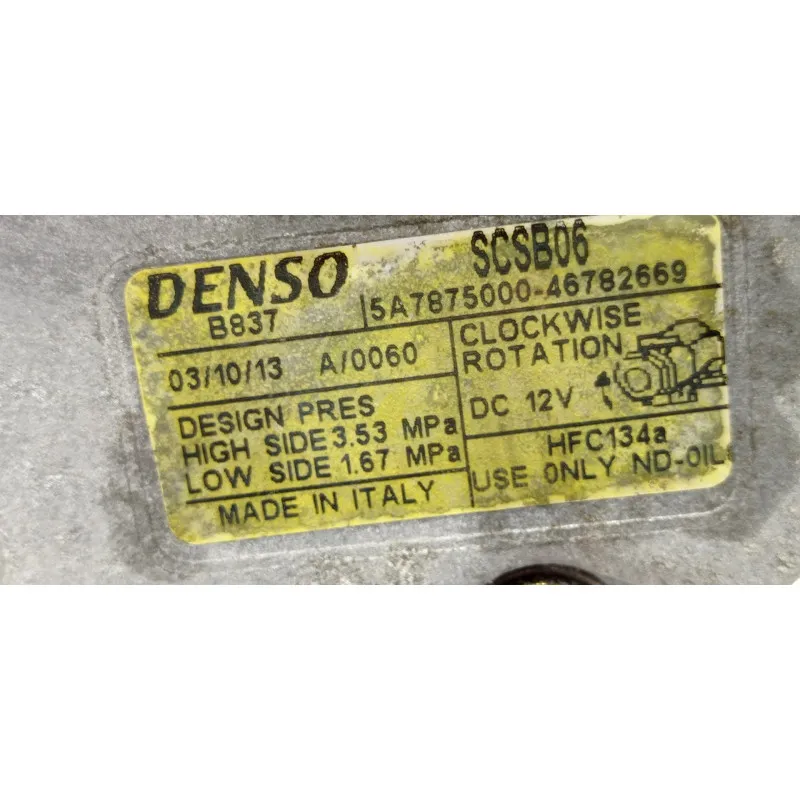 DENSO
SCSB06
B837
5A7875000-46782669
03/10/13 A/0060
CLOCKWISE
ROTATION
DC 12V
DESIGN PRES
HIGH SIDE 3.53 MPa
LOW SIDE 1.67 MPa
HFC134a
USE ONLY ND-OIL
MADE IN ITALY